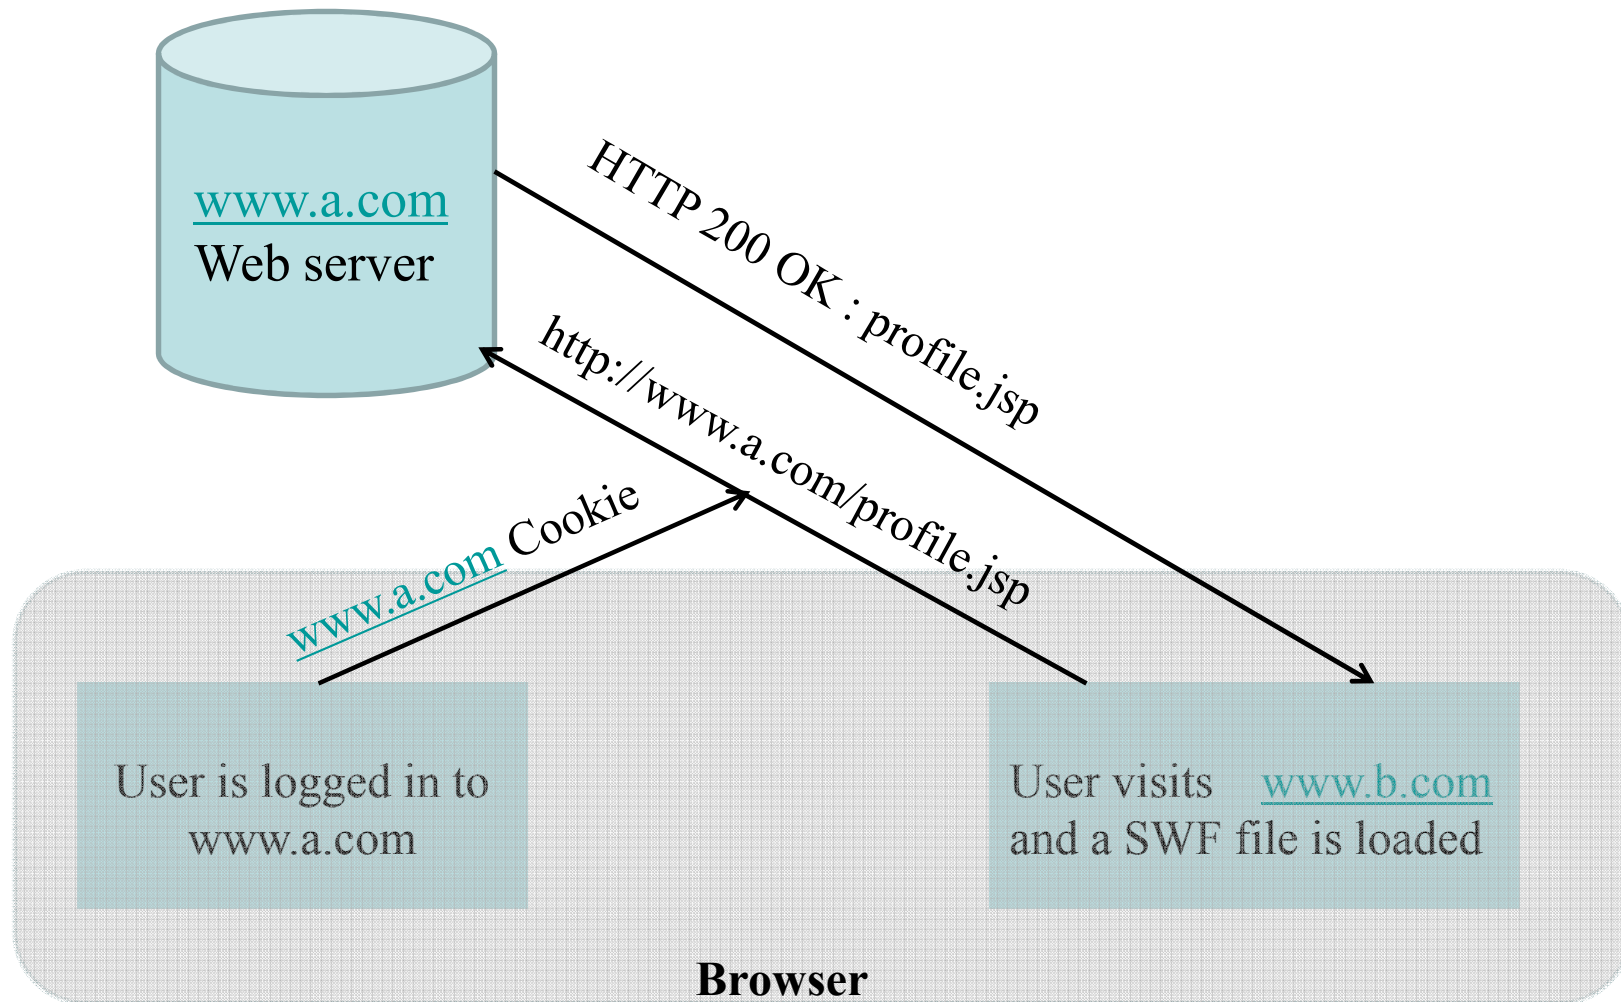 www.a.com
Web server
HTTP 200 OK : profile.jsp
http://www.a.com/profile.jsp
www.a.com Cookie
User is logged in to
www.a.com
User visits www.b.com
and a SWF file is loaded
Browser